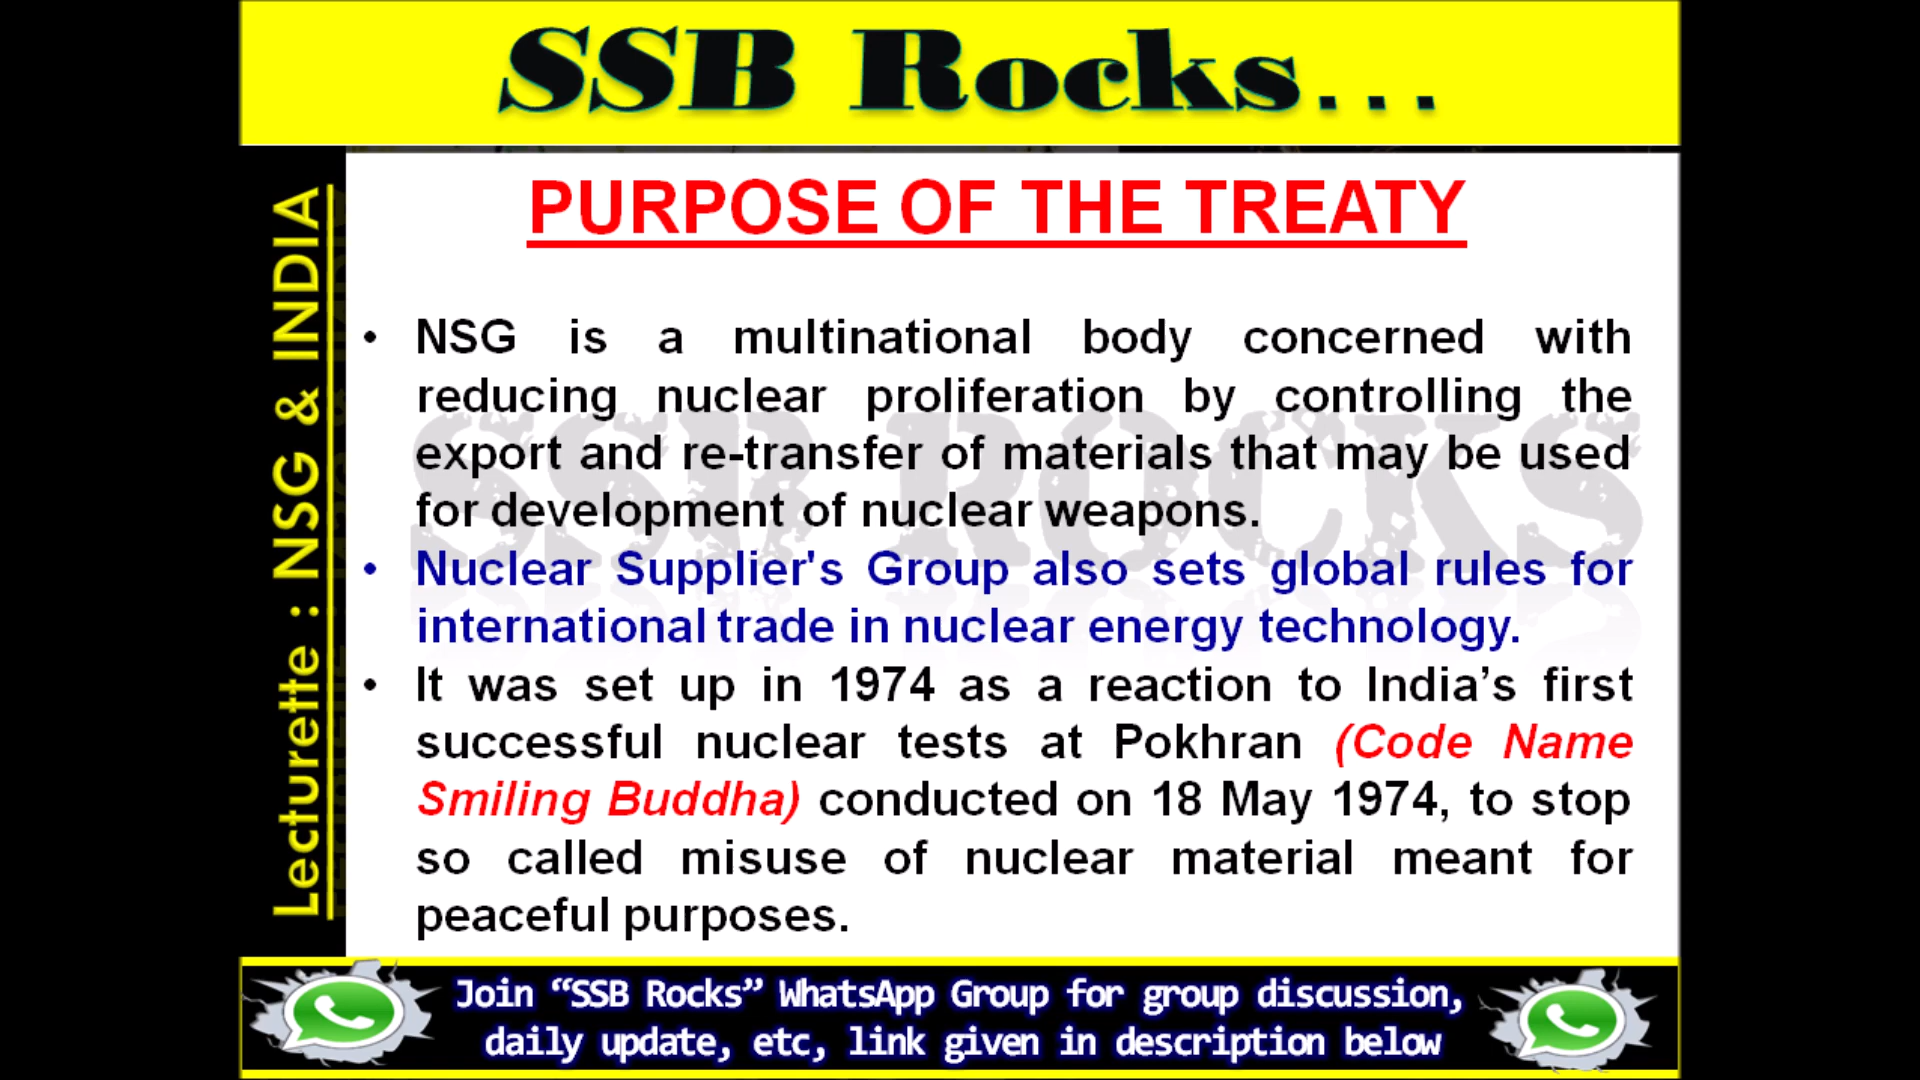 SSB Rocks...
Lecturette : NSG & INDIA
PURPOSE OF THE TREATY
• NSG is a multinational body concerned with
reducing nuclear proliferation by controlling the
export and re-transfer of materials that may be used
for development of nuclear weapons.
• Nuclear Supplier's Group also sets global rules for
international trade in nuclear energy technology.
• It was set up in 1974 as a reaction to India’s first
successful nuclear tests at Pokhran (Code Name
Smiling Buddha) conducted on 18 May 1974, to stop
so called misuse of nuclear material meant for
peaceful purposes.
SSB ROCKS
Join “SSB Rocks” WhatsApp Group for group discussion,
daily update, etc, link given in description below